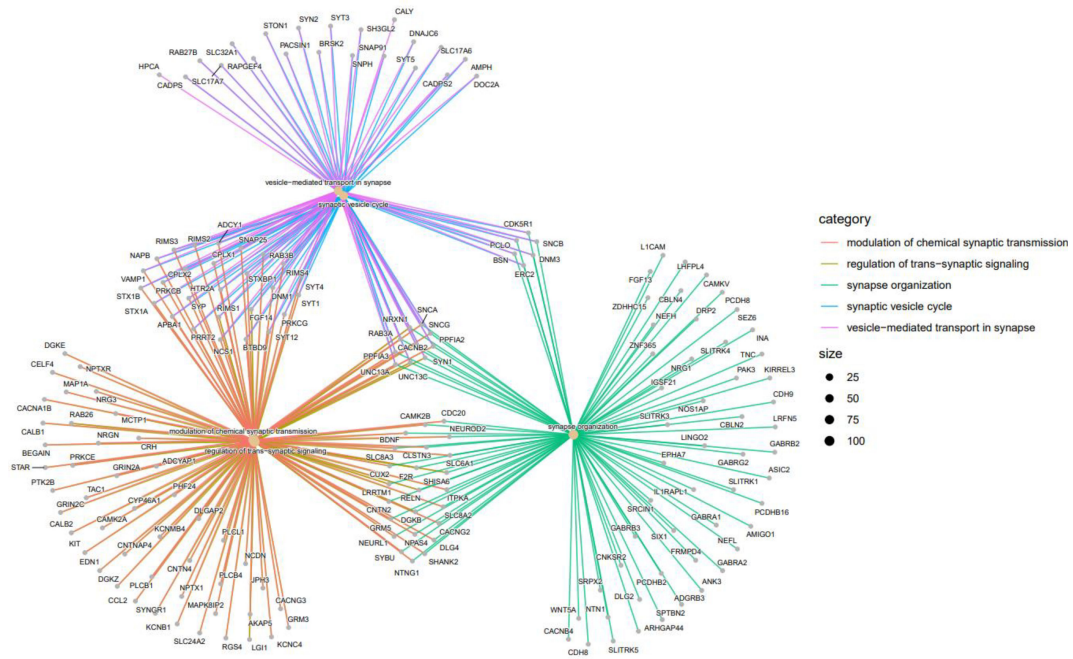 CALY
SYT3
SYN2
STON1
SH3GL2
DNAJC6
BRSK2
PACSIN1
SNAP91
SLC17A6
SLC32A1
RAB27B
SYT5
SNPH
HPCA
RAPGEF4
AMPH
CADPS
SLC17A7
CADPS2
DOC2A
vesicle−mediated transport in synapse
synaptic vesicle cycle
ADCY1
CDK5R1
RIMS3
RIMS2
SNAP25
PCLO
SNCB
NAPB
CPLX1
RAB3B
BSN
DNM3
L1CAM
VAMP1
CPLX2
STXBP1
RIMS4
ERC2
FGF13
LHFPL4
PRKCB
HTR2A
SYT4
CAMKV
STX1B
DNM1
SYT1
ZDHHC15
CBLN4
PCDH8
STX1A
SYP
RIMS1
SNCA
DRP2
APBA1
FGF14
PRKCG
NRXN1
SNCG
NEFH
SEZ6
PRRT2
SYT12
RAB3A
PPFIA2
INA
DGKE
NCS1
BTBD9
CACNB2
ZNF365
SLITRK4
CELF4
NPTXR
PPFIA3
SYN1
TNC
UNC13A
UNC13C
NRG1
PAK3
KIRREL3
MAP1A
IGSF21
CACNA1B
NRG3
CDH9
RAB26
MCTP1
CAMK2B
CDC20
SLITRK3
NOS1AP
LRFN5
CALB1
NRGN
modulation of chemical synaptic transmission
NEUROD2
synapse organization
CBLN2
BEGAIN
CRH
regulation of trans−synaptic signaling
BDNF
LINGO2
GABRB2
STAR
PRKCE
GRIN2A
ADCYAP1
SLC8A3
CLSTN3
SLC6A1
EPHA7
GABRG2
ASIC2
PTK2B
TAC1
PHF24
CUX2
F2R
SHISA6
SLITRK1
GRIN2C
CYP46A1
LRRTM1
RELN
ITPKA
IL1RAPL1
PCDHB16
CALB2
CAMK2A
DLGAP2
CNTN2
DGKB
SLC8A2
SRCIN1
GABRA1
AMIGO1
KIT
KCNMB4
PLCL1
GRM5
NPAS4
CACNG2
GABRB3
SIX1
NEFL
EDN1
CNTNAP4
NEURL1
DLG4
FRMPD4
GABRA2
DGKZ
CNTN4
NCDN
SYBU
SHANK2
CNKSR2
ANK3
CCL2
PLCB1
NPTX1
PLCB4
JPH3
NTNG1
SRPX2
PCDHB2
ADGRB3
SYNGR1
MAPK8IP2
CACNG3
WNT5A
NTN1
DLG2
SPTBN2
KCNB1
AKAP5
GRM3
CACNB4
ARHGAP44
SLC24A2
RGS4
LGI1
KCNC4
CDH8
SLITRK5
category
modulation of chemical synaptic transmission
regulation of trans−synaptic signaling
synapse organization
synaptic vesicle cycle
vesicle−mediated transport in synapse
size
25
50
75
100